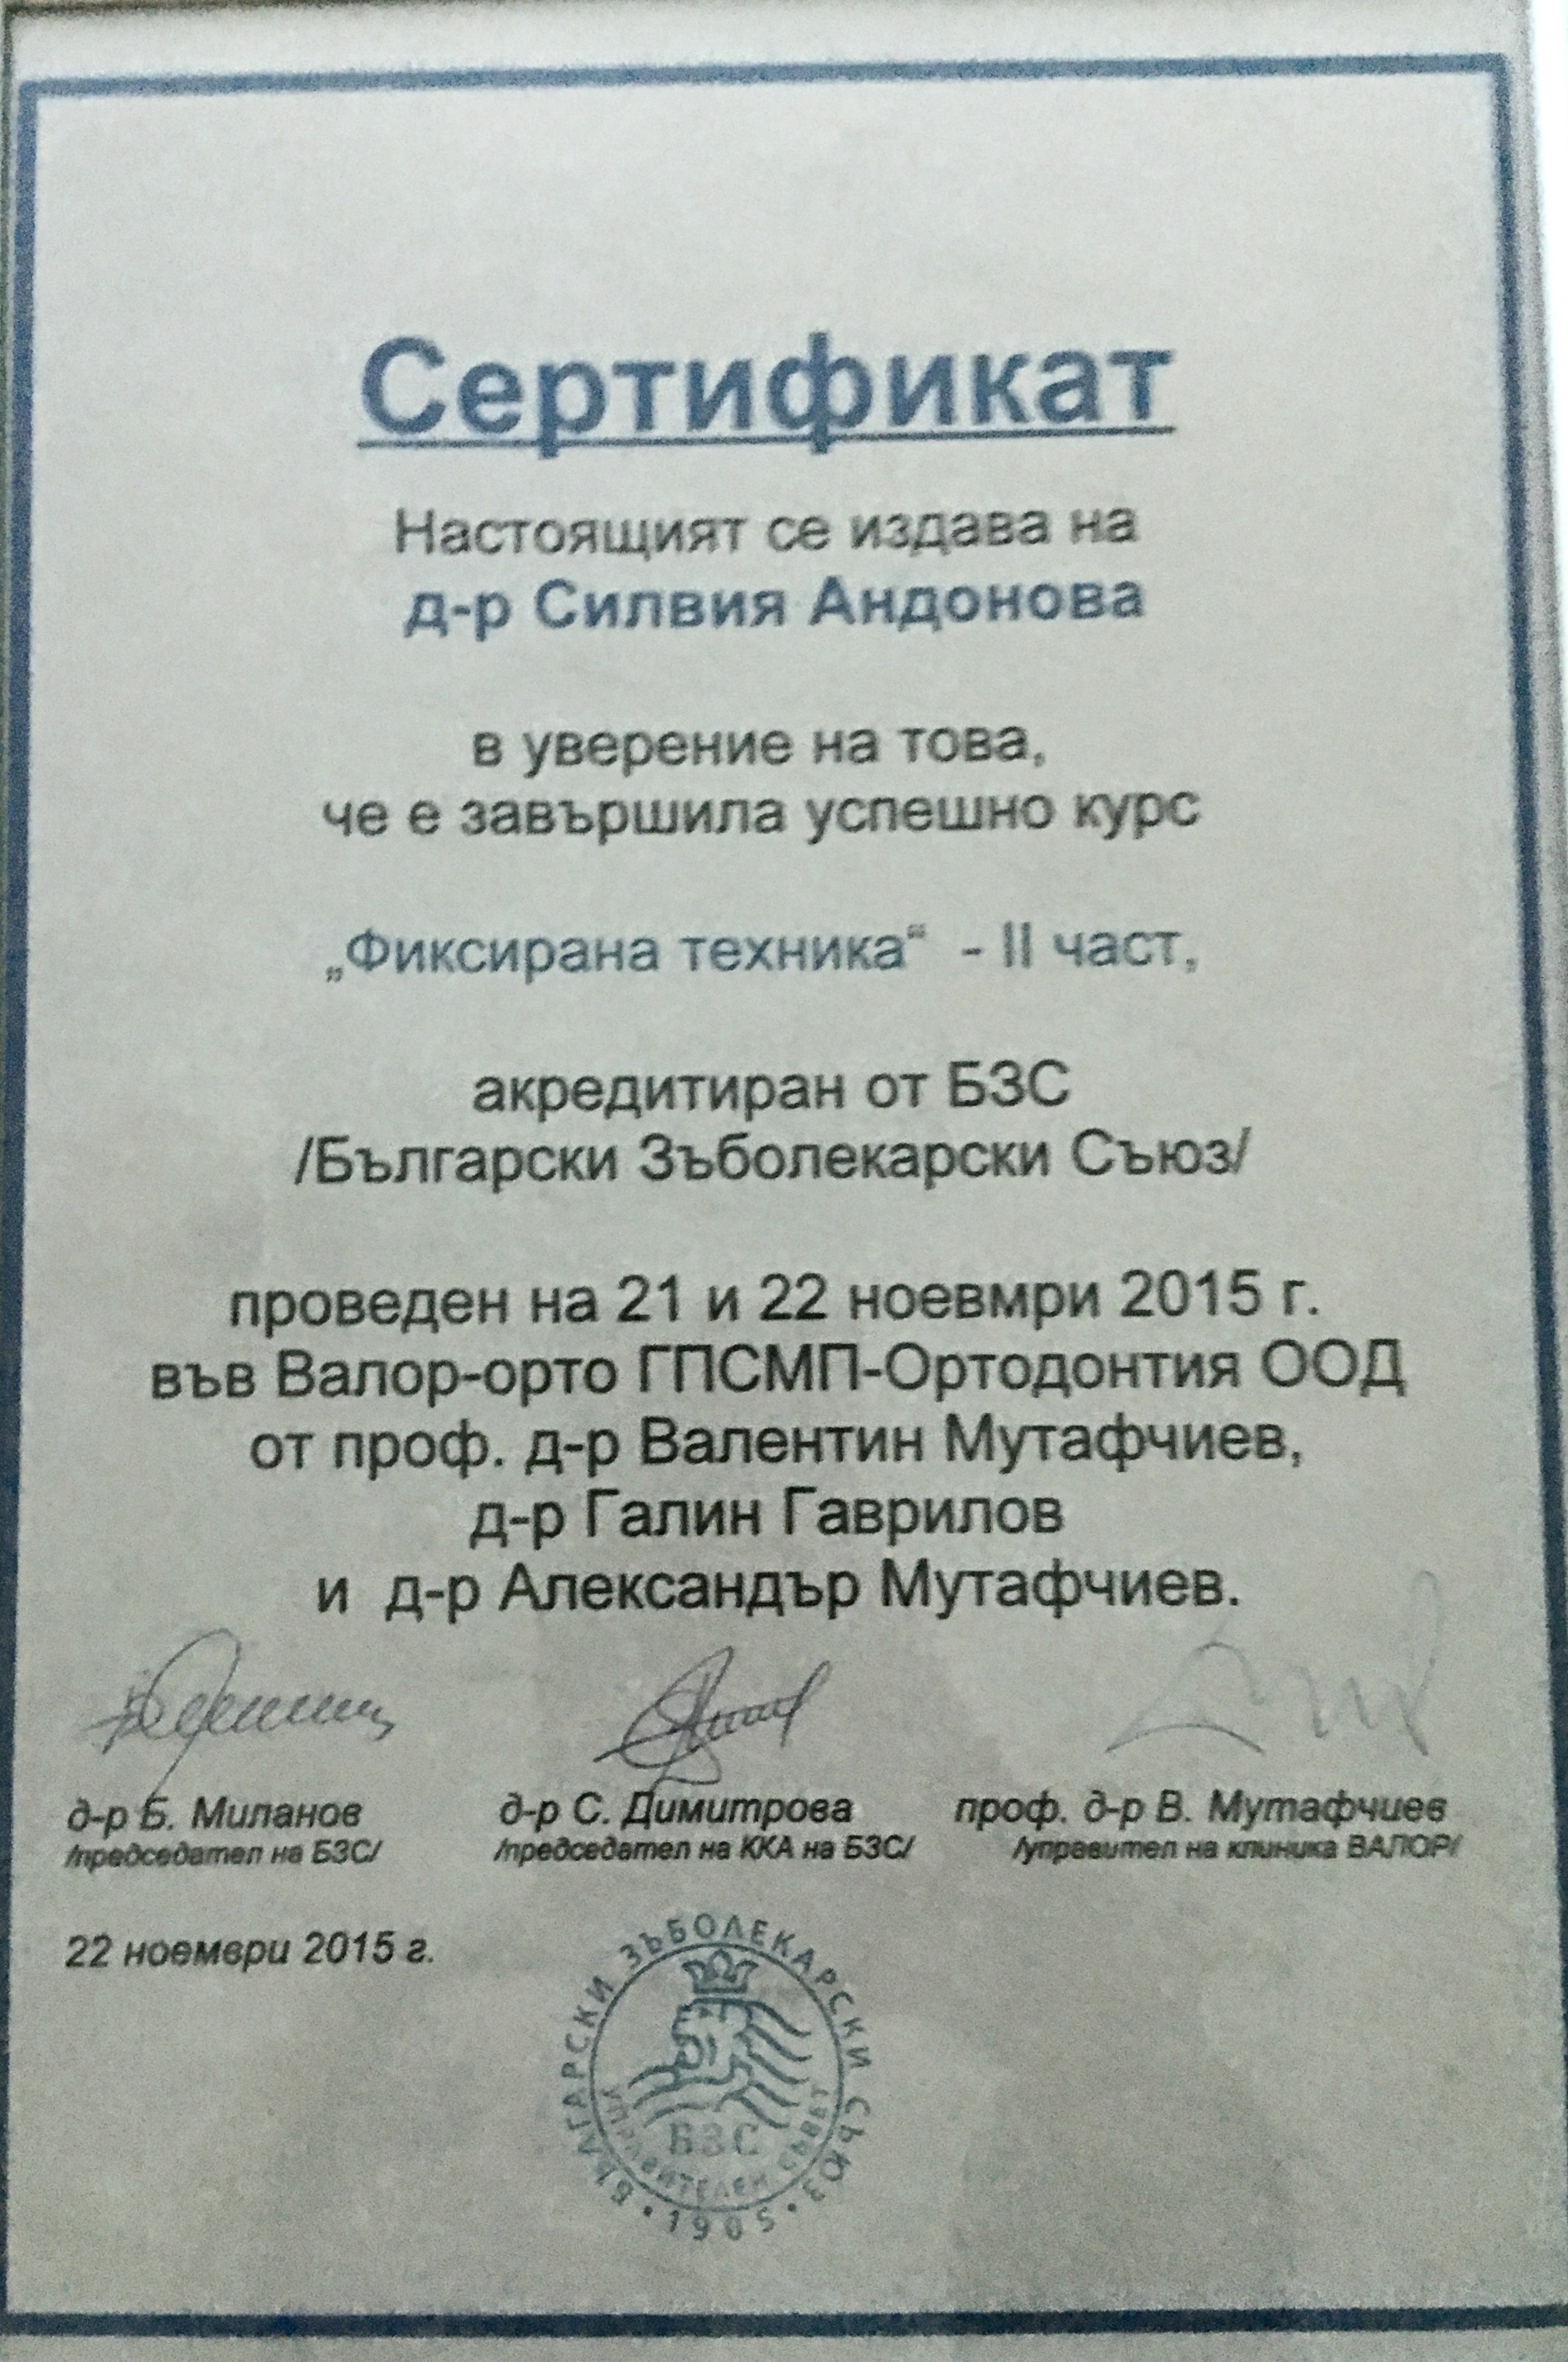 Сертификат
Настоящият се издава на
д-р Силвия Андонова
в уверение на това,
че е завършила успешно курс
„Фиксирана техника“ - II част,
акредитиран от БЗС
/Български Зъболекарски Съюз/
проведен на 21 и 22 ноевмри 2015 г.
във Валор-орто ГПСМП-Ортодонтия ООД
от проф. д-р Валентин Мутафчиев,
д-р Галин Гаврилов
и д-р Александър Мутафчиев.
д-р Б. Миланов
/председател на БЗС/
д-р С. Димитрова
/председател на ККА на БЗС/
проф. д-р В. Мутафчиев
/управител на клиника ВАЛОР/
22 ноември 2015 г.
БЪЛГАРСКИ ЗЪБОЛЕКАРСКИ СЪЮЗ
БЗС
УПРАВИТЕЛЕН СЪВЕТ
• 1905 •